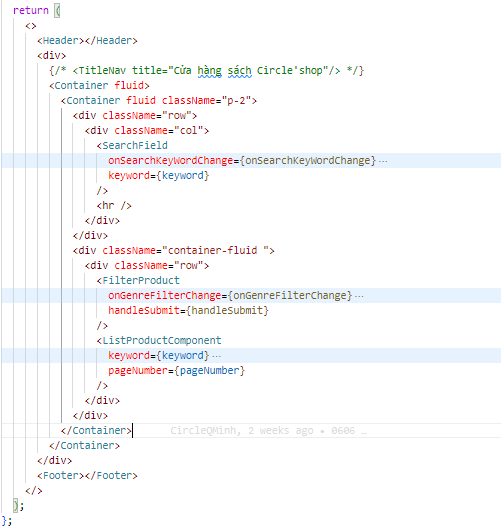 return (
<>
<Header></Header>
<div>
{/* <TitleNav title="Cửa hàng sách Circle'shop"/> */}
<Container fluid>
<Container fluid className="p-2">
<div className="row">
<div className="col">
<SearchField
onSearchKeyWordChange={onSearchKeyWordChange} ...
keyword={keyword}
/>
<hr />
</div>
</div>
<div className="container-fluid ">
<div className="row">
<FilterProduct
onGenreFilterChange={onGenreFilterChange} ...
handleSubmit={handleSubmit}
/>
<ListProductComponent
keyword={keyword} ...
pageNumber={pageNumber}
/>
</div>
</div>
</Container> CircleQMinh, 2 weeks ago • 0606 …
</Container>
</div>
<Footer></Footer>
</>
);
};